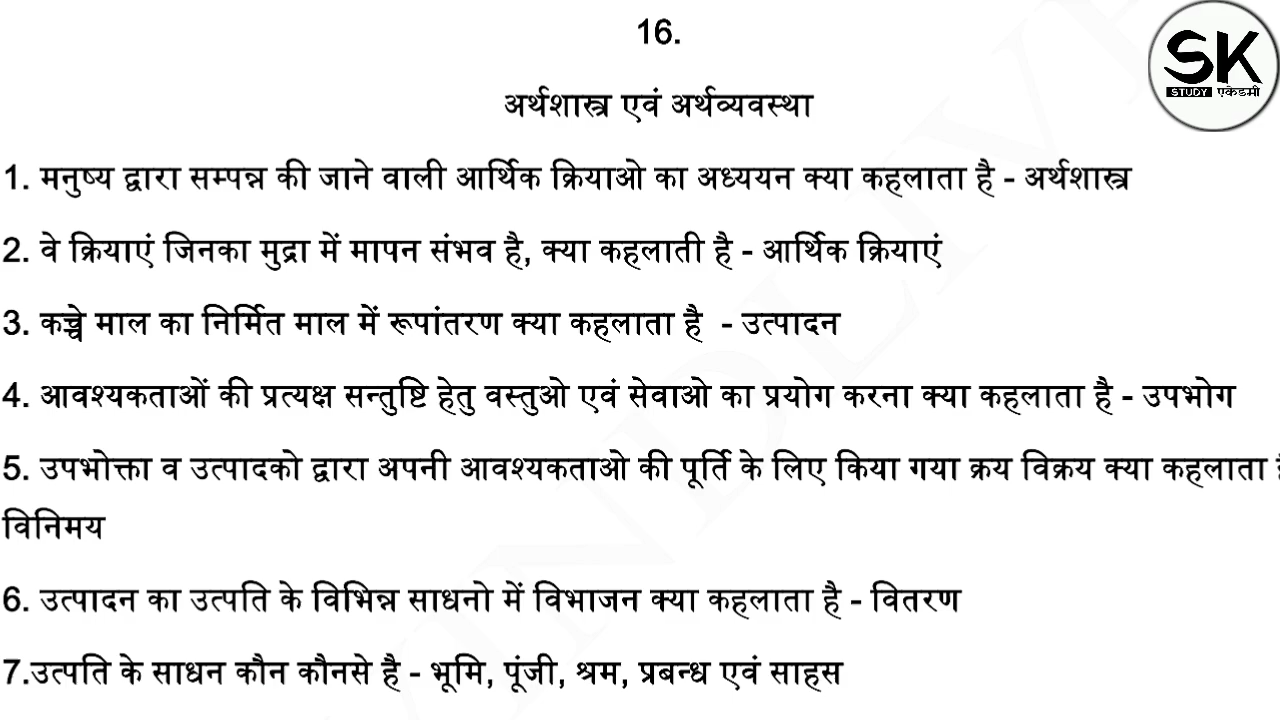 16.
SK
STUDY एकेडमी
अर्थशास्त्र एवं अर्थव्यवस्था
1. मनुष्य द्वारा सम्पन्न की जाने वाली आर्थिक क्रियाओ का अध्ययन क्या कहलाता है - अर्थशास्त्र
2. वे क्रियाएं जिनका मुद्रा में मापन संभव है, क्या कहलाती है - आर्थिक क्रियाएं
3. कच्चे माल का निर्मित माल में रूपांतरण क्या कहलाता है - उत्पादन
4. आवश्यकताओं की प्रत्यक्ष सन्तुष्टि हेतु वस्तुओ एवं सेवाओ का प्रयोग करना क्या कहलाता है - उपभोग
5. उपभोक्ता व उत्पादको द्वारा अपनी आवश्यकताओ की पूर्ति के लिए किया गया क्रय विक्रय क्या कहलाता
विनिमय
6. उत्पादन का उत्पति के विभिन्न साधनो में विभाजन क्या कहलाता है - वितरण
7.उत्पति के साधन कौन कौनसे है - भूमि, पूंजी, श्रम, प्रबन्ध एवं साहस